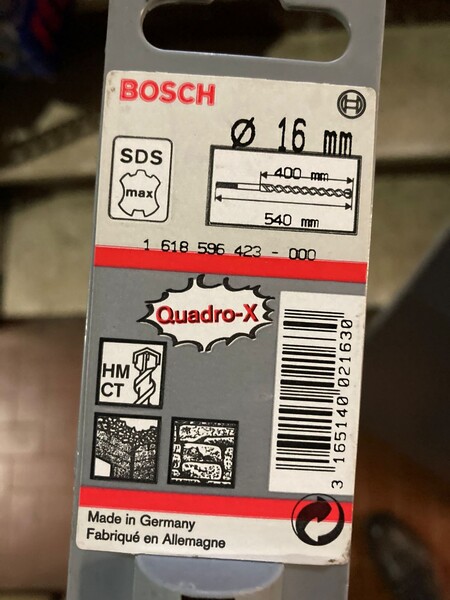 BOSCH
Ø 16 mm
SDS
max
400 mm
540 mm
1 618 596 423 - 000
Quadro-X
HM
CT
3 165140 021630
Made in Germany
Fabriqué en Allemagne